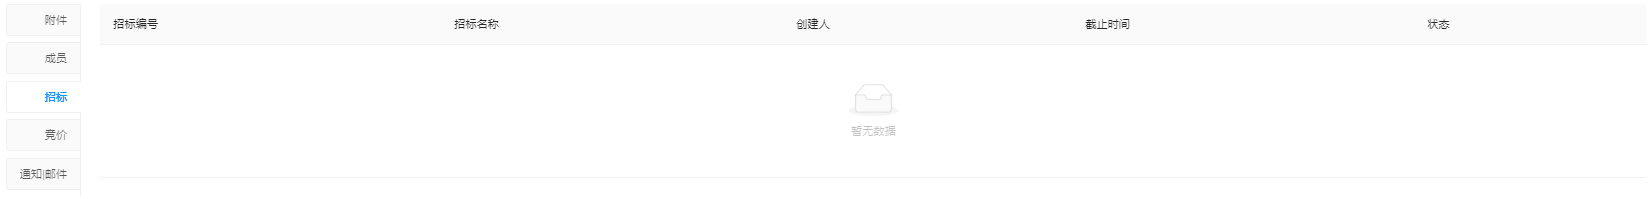 附件
成员
招标
竞价
通知|邮件
招标编号 招标名称 创建人 截止时间 状态
暂无数据